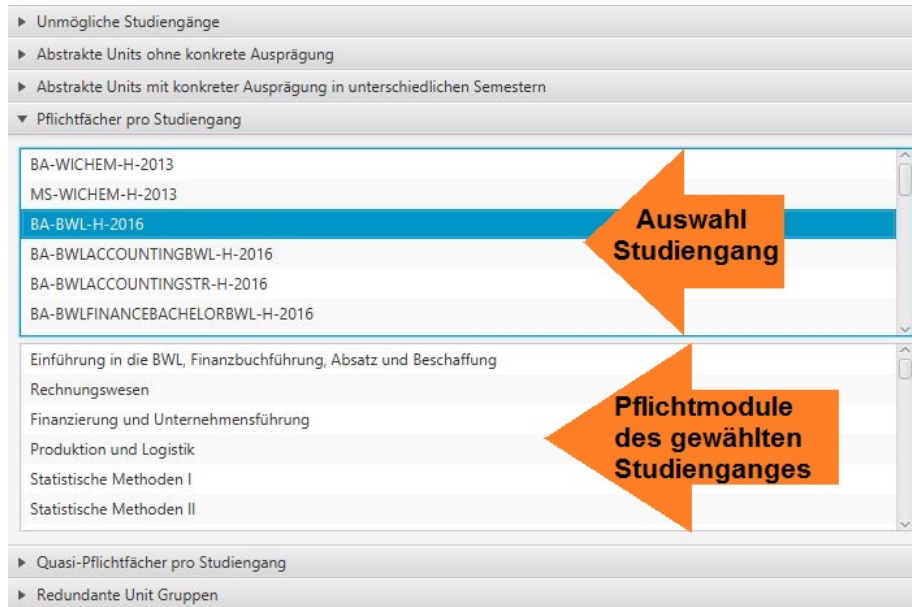 Unmögliche Studiengänge
Abstrakte Units ohne konkrete Ausprägung
Abstrakte Units mit konkreter Ausprägung in unterschiedlichen Semestern
Pflichtfächer pro Studiengang
BA-WICHEM-H-2013
MS-WICHEM-H-2013
BA-BWL-H-2016
BA-BWLACCOUNTINGBWL-H-2016
BA-BWLACCOUNTINGSTR-H-2016
BA-BWLFINANCEBACHELORBWL-H-2016
Auswahl
Studiengang
Einführung in die BWL, Finanzbuchführung, Absatz und Beschaffung
Rechnungswesen
Finanzierung und Unternehmensführung
Produktion und Logistik
Statistische Methoden I
Statistische Methoden II
Pflichtmodule
des gewählten
Studienganges
Quasi-Pflichtfächer pro Studiengang
Redundante Unit Gruppen